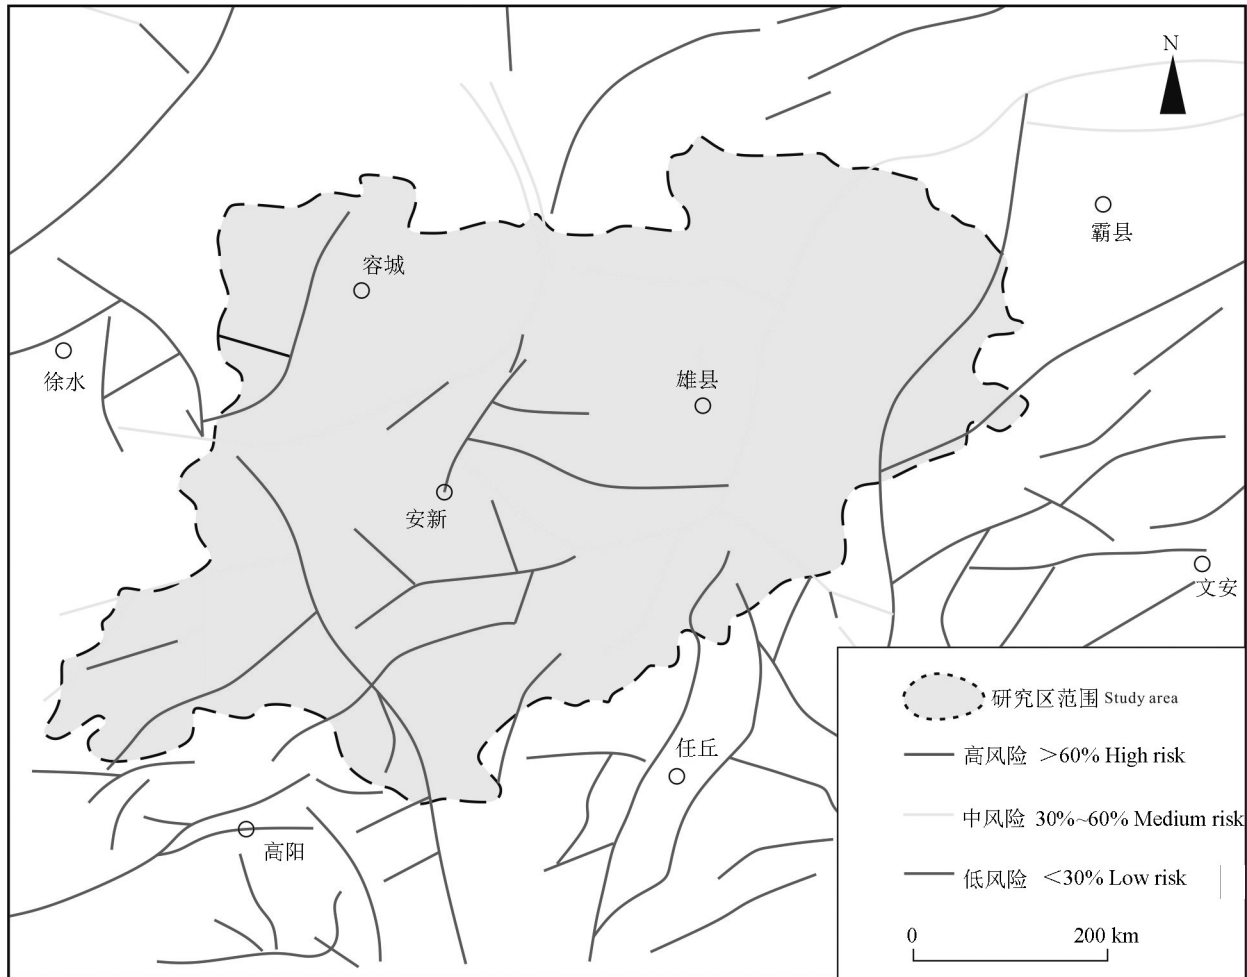 N
霸县
容城
徐水
雄县
安新
文安
研究区范围 Study area
高风险 >60% High risk
任丘
中风险 30%~60% Medium risk
高阳
低风险 <30% Low risk
0 200 km